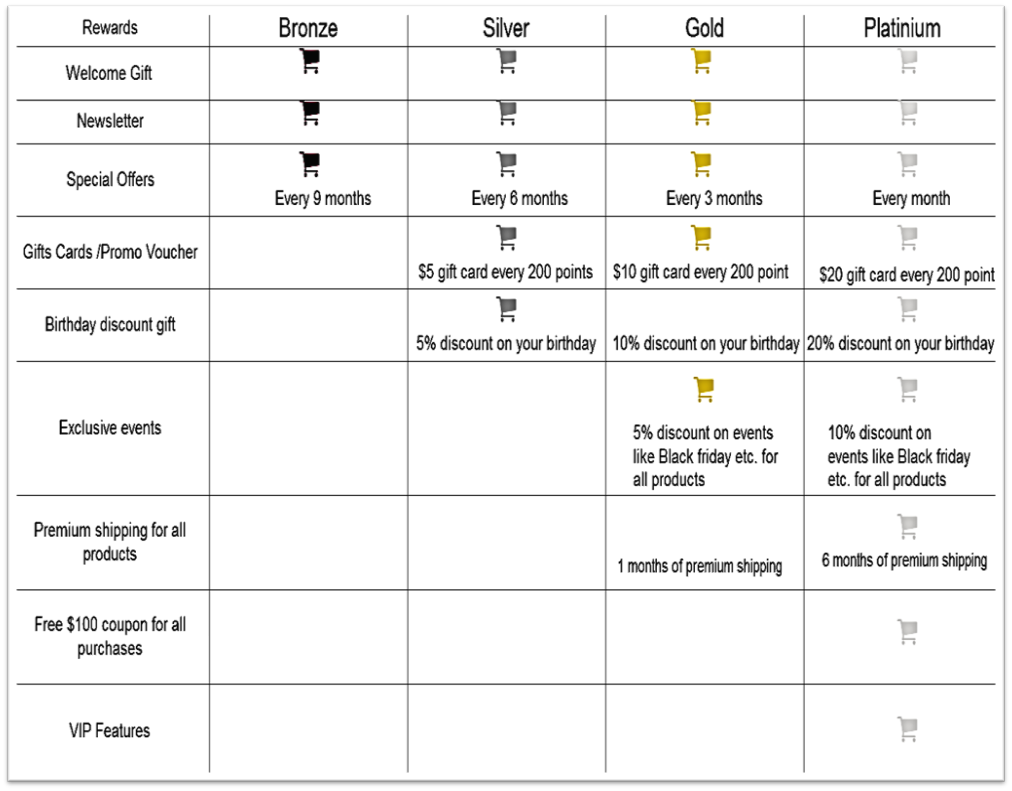 Rewards Bronze Silver Gold Platinium
Welcome Gift
Newsletter
Special Offers
Every 9 months Every 6 months Every 3 months Every month
Gifts Cards /Promo Voucher
$5 gift card every 200 points $10 gift card every 200 point $20 gift card every 200 point
Birthday discount gift
5% discount on your birthday 10% discount on your birthday 20% discount on your birthday
Exclusive events
5% discount on events
like Black friday etc. for
all products
10% discount on
events like Black friday
etc. for all products
Premium shipping for all
products
1 months of premium shipping 6 months of premium shipping
Free $100 coupon for all
purchases
VIP Features